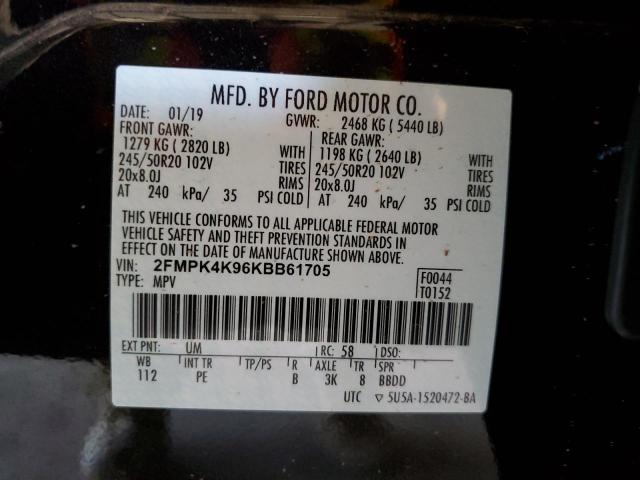 MFD. BY FORD MOTOR CO.
DATE: 01/19 GVWR: 2468 KG ( 5440 LB)
FRONT GAWR: REAR GAWR:
1279 KG ( 2820 LB) WITH 1198 KG ( 2640 LB) WITH
245/50R20 102V TIRES 245/50R20 102V TIRES
20x8.0J RIMS 20x8.0J RIMS
AT 240 kPa/ 35 PSI COLD AT 240 kPa/ 35 PSI COLD
THIS VEHICLE CONFORMS TO ALL APPLICABLE FEDERAL MOTOR
VEHICLE SAFETY AND THEFT PREVENTION STANDARDS IN
EFFECT ON THE DATE OF MANUFACTURE SHOWN ABOVE.
VIN: 2FMPK4K96KBB61705 F0044
TYPE: MPV T0152
EXT PNT: UM RC: 58 DSO:
WB INT TR TP/PS R AXLE TR SPR
112 PE B 3K 8 BBDD
UTC ▽ 5U5A-1520472-BA